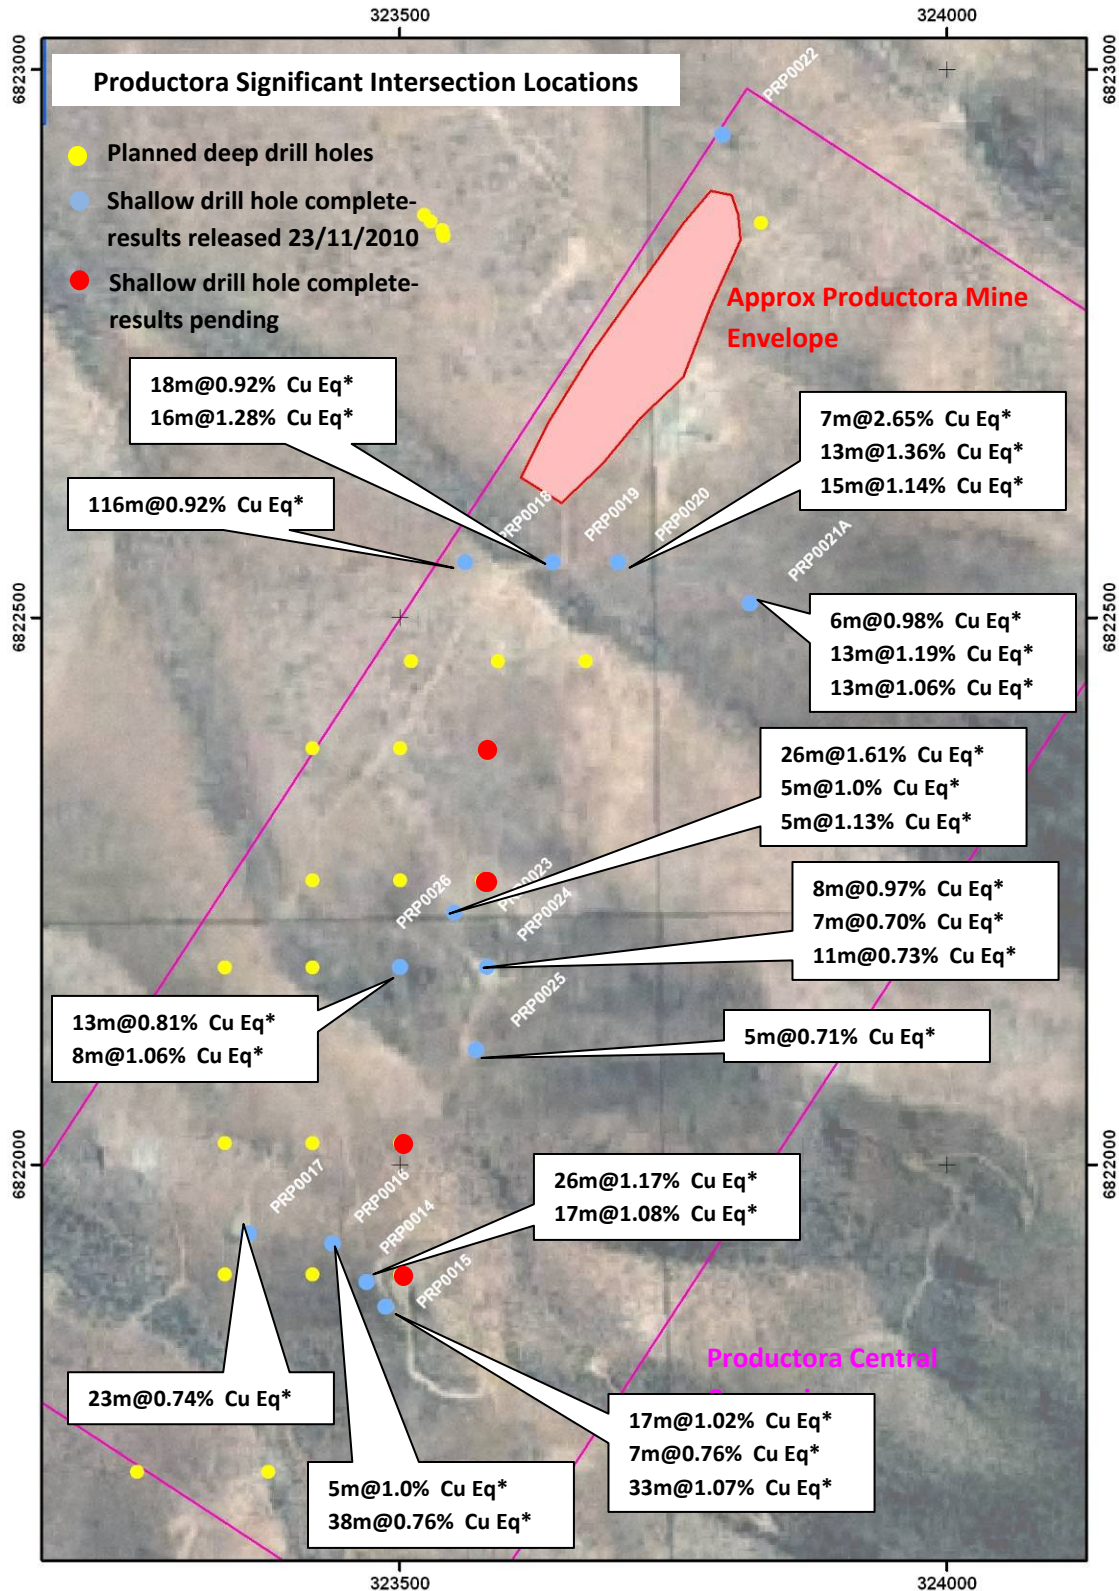 323500
324000
6823000
6823000
Productora Significant Intersection Locations
PRP0022
Planned deep drill holes
Shallow drill hole complete-
results released 23/11/2010
Shallow drill hole complete-
results pending
Approx Productora Mine
Envelope
18m@0.92% Cu Eq*
16m@1.28% Cu Eq*
7m@2.65% Cu Eq*
13m@1.36% Cu Eq*
15m@1.14% Cu Eq*
116m@0.92% Cu Eq*
PRP0018
PRP0019
PRP0020
PRP0021A
6822500
6822500
6m@0.98% Cu Eq*
13m@1.19% Cu Eq*
13m@1.06% Cu Eq*
26m@1.61% Cu Eq*
5m@1.0% Cu Eq*
5m@1.13% Cu Eq*
PRP0026
PRP0023
PRP0024
8m@0.97% Cu Eq*
7m@0.70% Cu Eq*
11m@0.73% Cu Eq*
PRP0025
13m@0.81% Cu Eq*
8m@1.06% Cu Eq*
5m@0.71% Cu Eq*
6822000
6822000
PRP0017
PRP0016
PRP0014
PRP0015
26m@1.17% Cu Eq*
17m@1.08% Cu Eq*
Productora Central
23m@0.74% Cu Eq*
17m@1.02% Cu Eq*
7m@0.76% Cu Eq*
33m@1.07% Cu Eq*
5m@1.0% Cu Eq*
38m@0.76% Cu Eq*
323500
324000